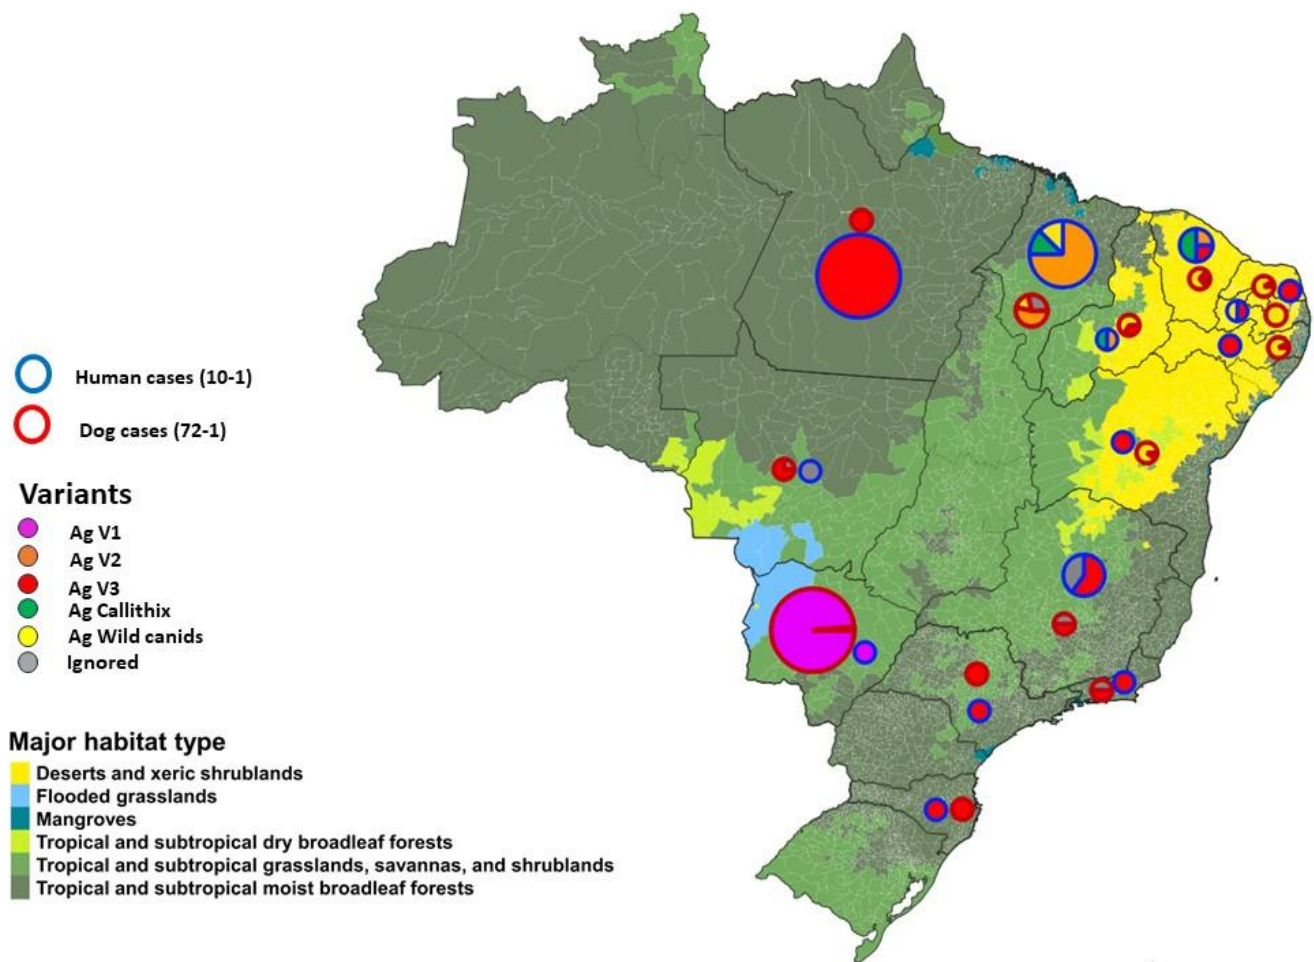 Human cases (10-1)
Dog cases (72-1)
Variants
Ag V1
Ag V2
Ag V3
Ag Callithix
Ag Wild canids
Ignored
Major habitat type
Deserts and xeric shrublands
Flooded grasslands
Mangroves
Tropical and subtropical dry broadleaf forests
Tropical and subtropical grasslands, savannas, and shrublands
Tropical and subtropical moist broadleaf forests